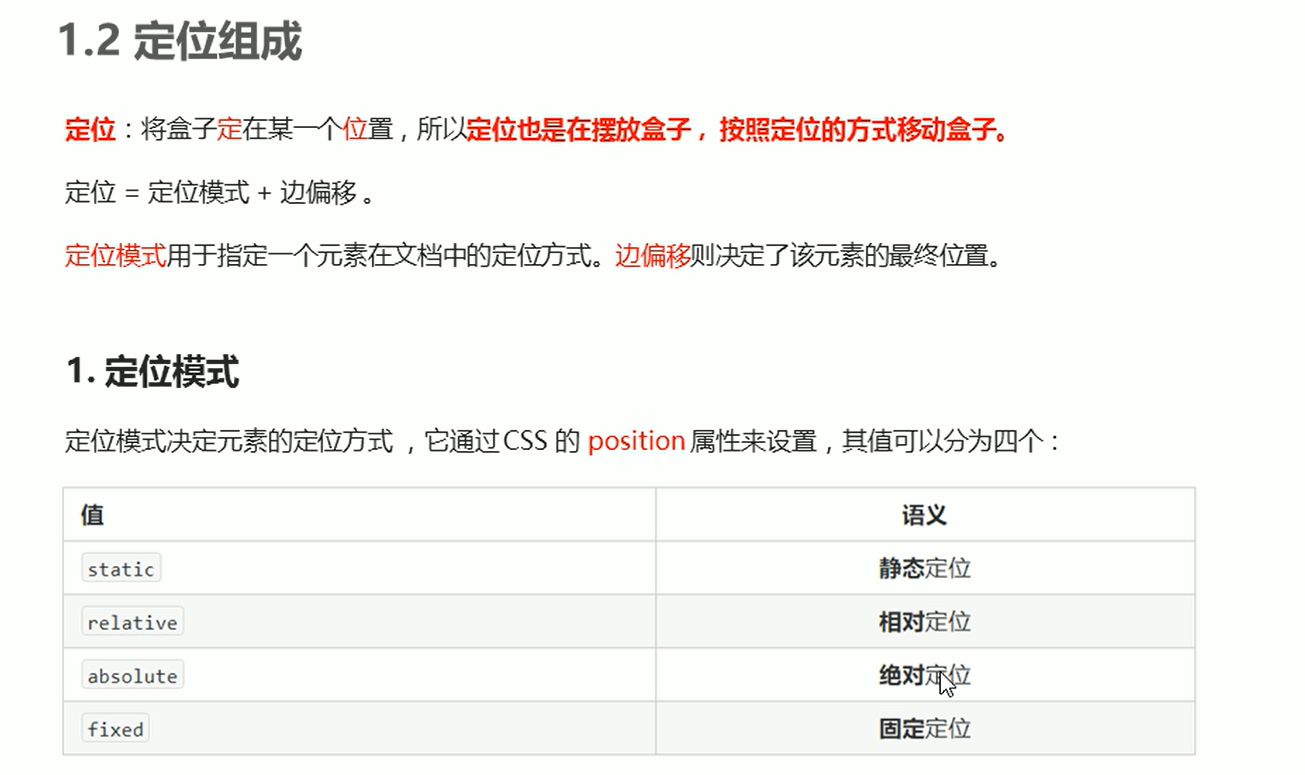 1.2 定位组成
定位：将盒子定在某一个位置，所以定位也是在摆放盒子， 按照定位的方式移动盒子。
定位 = 定位模式 + 边偏移 。
定位模式用于指定一个元素在文档中的定位方式。边偏移则决定了该元素的最终位置。
1. 定位模式
定位模式决定元素的定位方式 ，它通过 CSS 的 position 属性来设置，其值可以分为四个：
值 语义
static 静态定位
relative 相对定位
absolute 绝对定位
fixed 固定定位